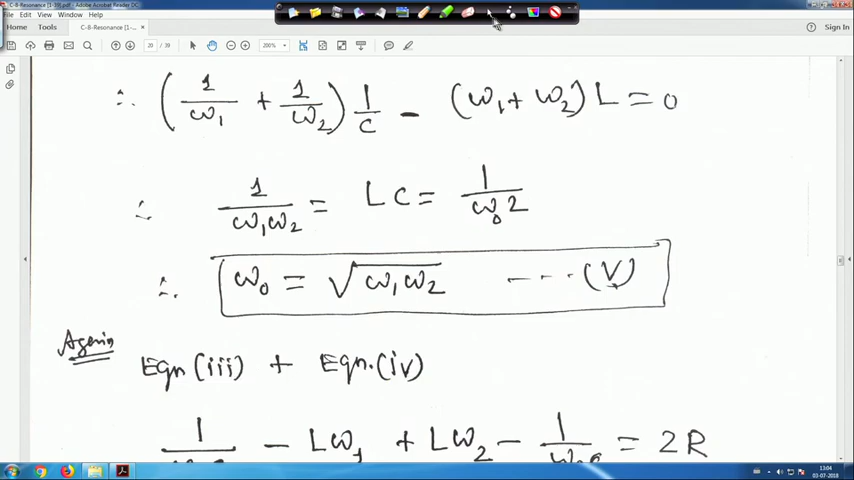 C-8-Resonance [1-39].pdf - Adobe Acrobat Reader DC
File Edit View Window Help
Home Tools C-8-Resonance [1-... × Sign In
20 / 39 200%
∴ (1/ω₁ + 1/ω₂) 1/C - (ω₁ + ω₂) L = 0
∴ 1/ω₁ω₂ = LC = 1/ω₀2
∴ ω₀ = √ω₁ω₂ ---- (V)
Again
Eqn (iii) + Eqn. (iv)
- Lω₁ + Lω₂ - = 2R
13:04
03-07-2018